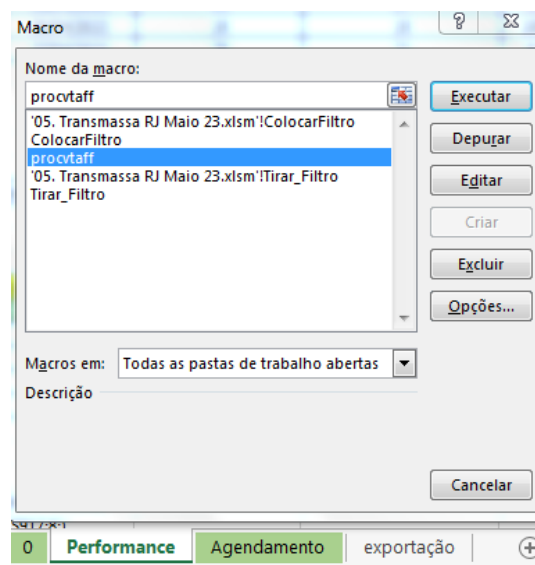 Macro
Nome da macro:
procvtaff
Executar
'05. Transmassa RJ Maio 23.xlsm'!ColocarFiltro
ColocarFiltro
procvtaff
'05. Transmassa RJ Maio 23.xlsm'!Tirar_Filtro
Tirar_Filtro
Depurar
Editar
Criar
Excluir
Opções...
Macros em: Todas as pastas de trabalho abertas
Descrição
Cancelar
0 Performance Agendamento exportação